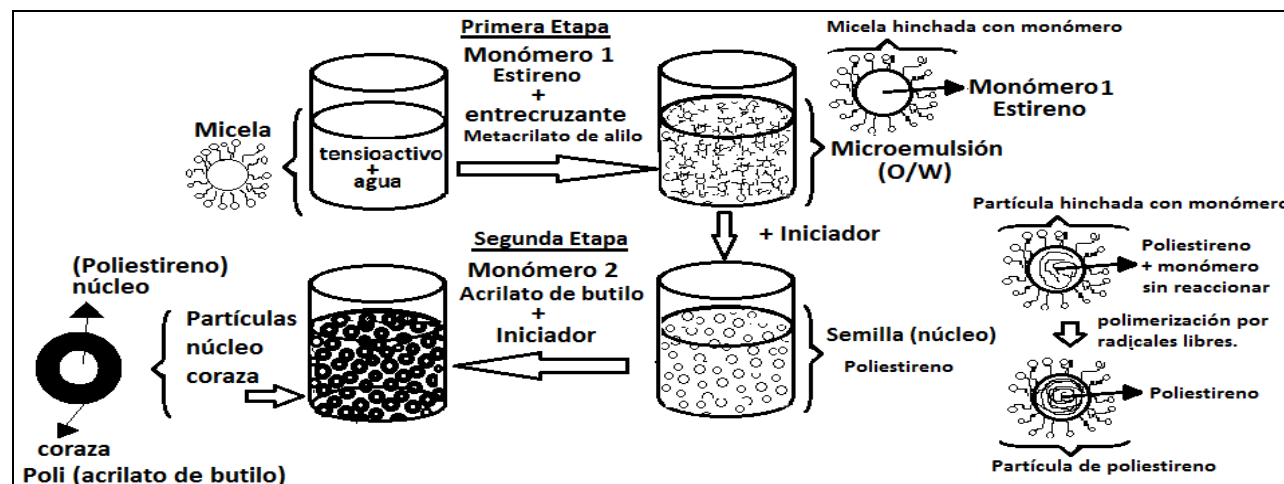 Primera Etapa
Monómero 1
Estireno
+
entrecruzante
Metacrilato de alilo
Micela
tensioactivo
+
agua
Micela hinchada con monómero
Monómero 1
Estireno
Microemulsión
(O/W)
+ Iniciador
Partícula hinchada con monómero
Poliestireno
+ monómero
sin reaccionar
polimerización por
radicales libres.
Poliestireno
Partícula de poliestireno
Semilla (núcleo)
Poliestireno
Segunda Etapa
Monómero 2
Acrilato de butilo
+
Iniciador
Partículas
núcleo
coraza
(Poliestireno)
núcleo
coraza
Poli (acrilato de butilo)